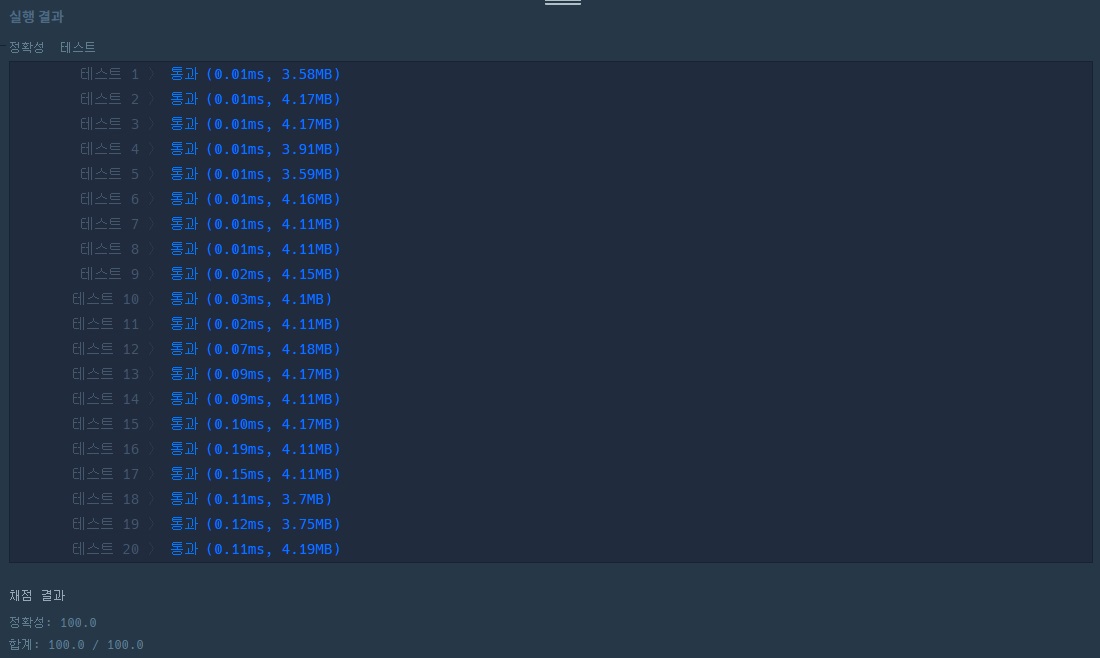 실행 결과
정확성 테스트
테스트 1 〉 통과 (0.01ms, 3.58MB)
테스트 2 〉 통과 (0.01ms, 4.17MB)
테스트 3 〉 통과 (0.01ms, 4.17MB)
테스트 4 〉 통과 (0.01ms, 3.91MB)
테스트 5 〉 통과 (0.01ms, 3.59MB)
테스트 6 〉 통과 (0.01ms, 4.16MB)
테스트 7 〉 통과 (0.01ms, 4.11MB)
테스트 8 〉 통과 (0.01ms, 4.11MB)
테스트 9 〉 통과 (0.02ms, 4.15MB)
테스트 10 〉 통과 (0.03ms, 4.1MB)
테스트 11 〉 통과 (0.02ms, 4.11MB)
테스트 12 〉 통과 (0.07ms, 4.18MB)
테스트 13 〉 통과 (0.09ms, 4.17MB)
테스트 14 〉 통과 (0.09ms, 4.11MB)
테스트 15 〉 통과 (0.10ms, 4.17MB)
테스트 16 〉 통과 (0.19ms, 4.11MB)
테스트 17 〉 통과 (0.15ms, 4.11MB)
테스트 18 〉 통과 (0.11ms, 3.7MB)
테스트 19 〉 통과 (0.12ms, 3.75MB)
테스트 20 〉 통과 (0.11ms, 4.19MB)
채점 결과
정확성: 100.0
합계: 100.0 / 100.0